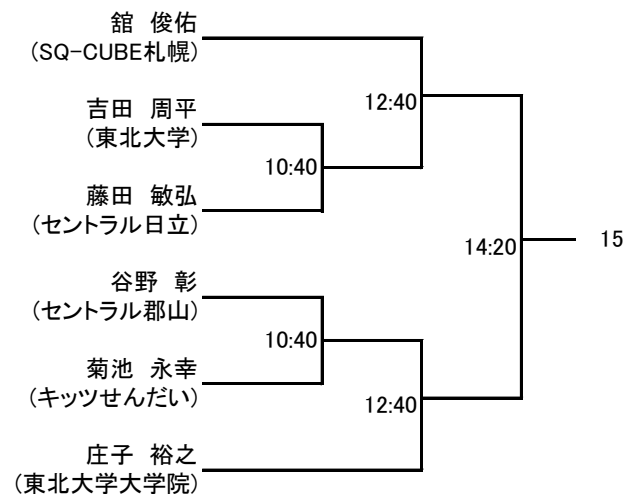 舘　俊佑
(SQ-CUBE札幌)
12:40
吉田　周平
(東北大学)
10:40
藤田　敏弘
(セントラル日立)
14:20
15
谷野　彰
(セントラル郡山)
10:40
菊池　永幸
(キッツせんだい)
12:40
庄子　裕之
(東北大学大学院)